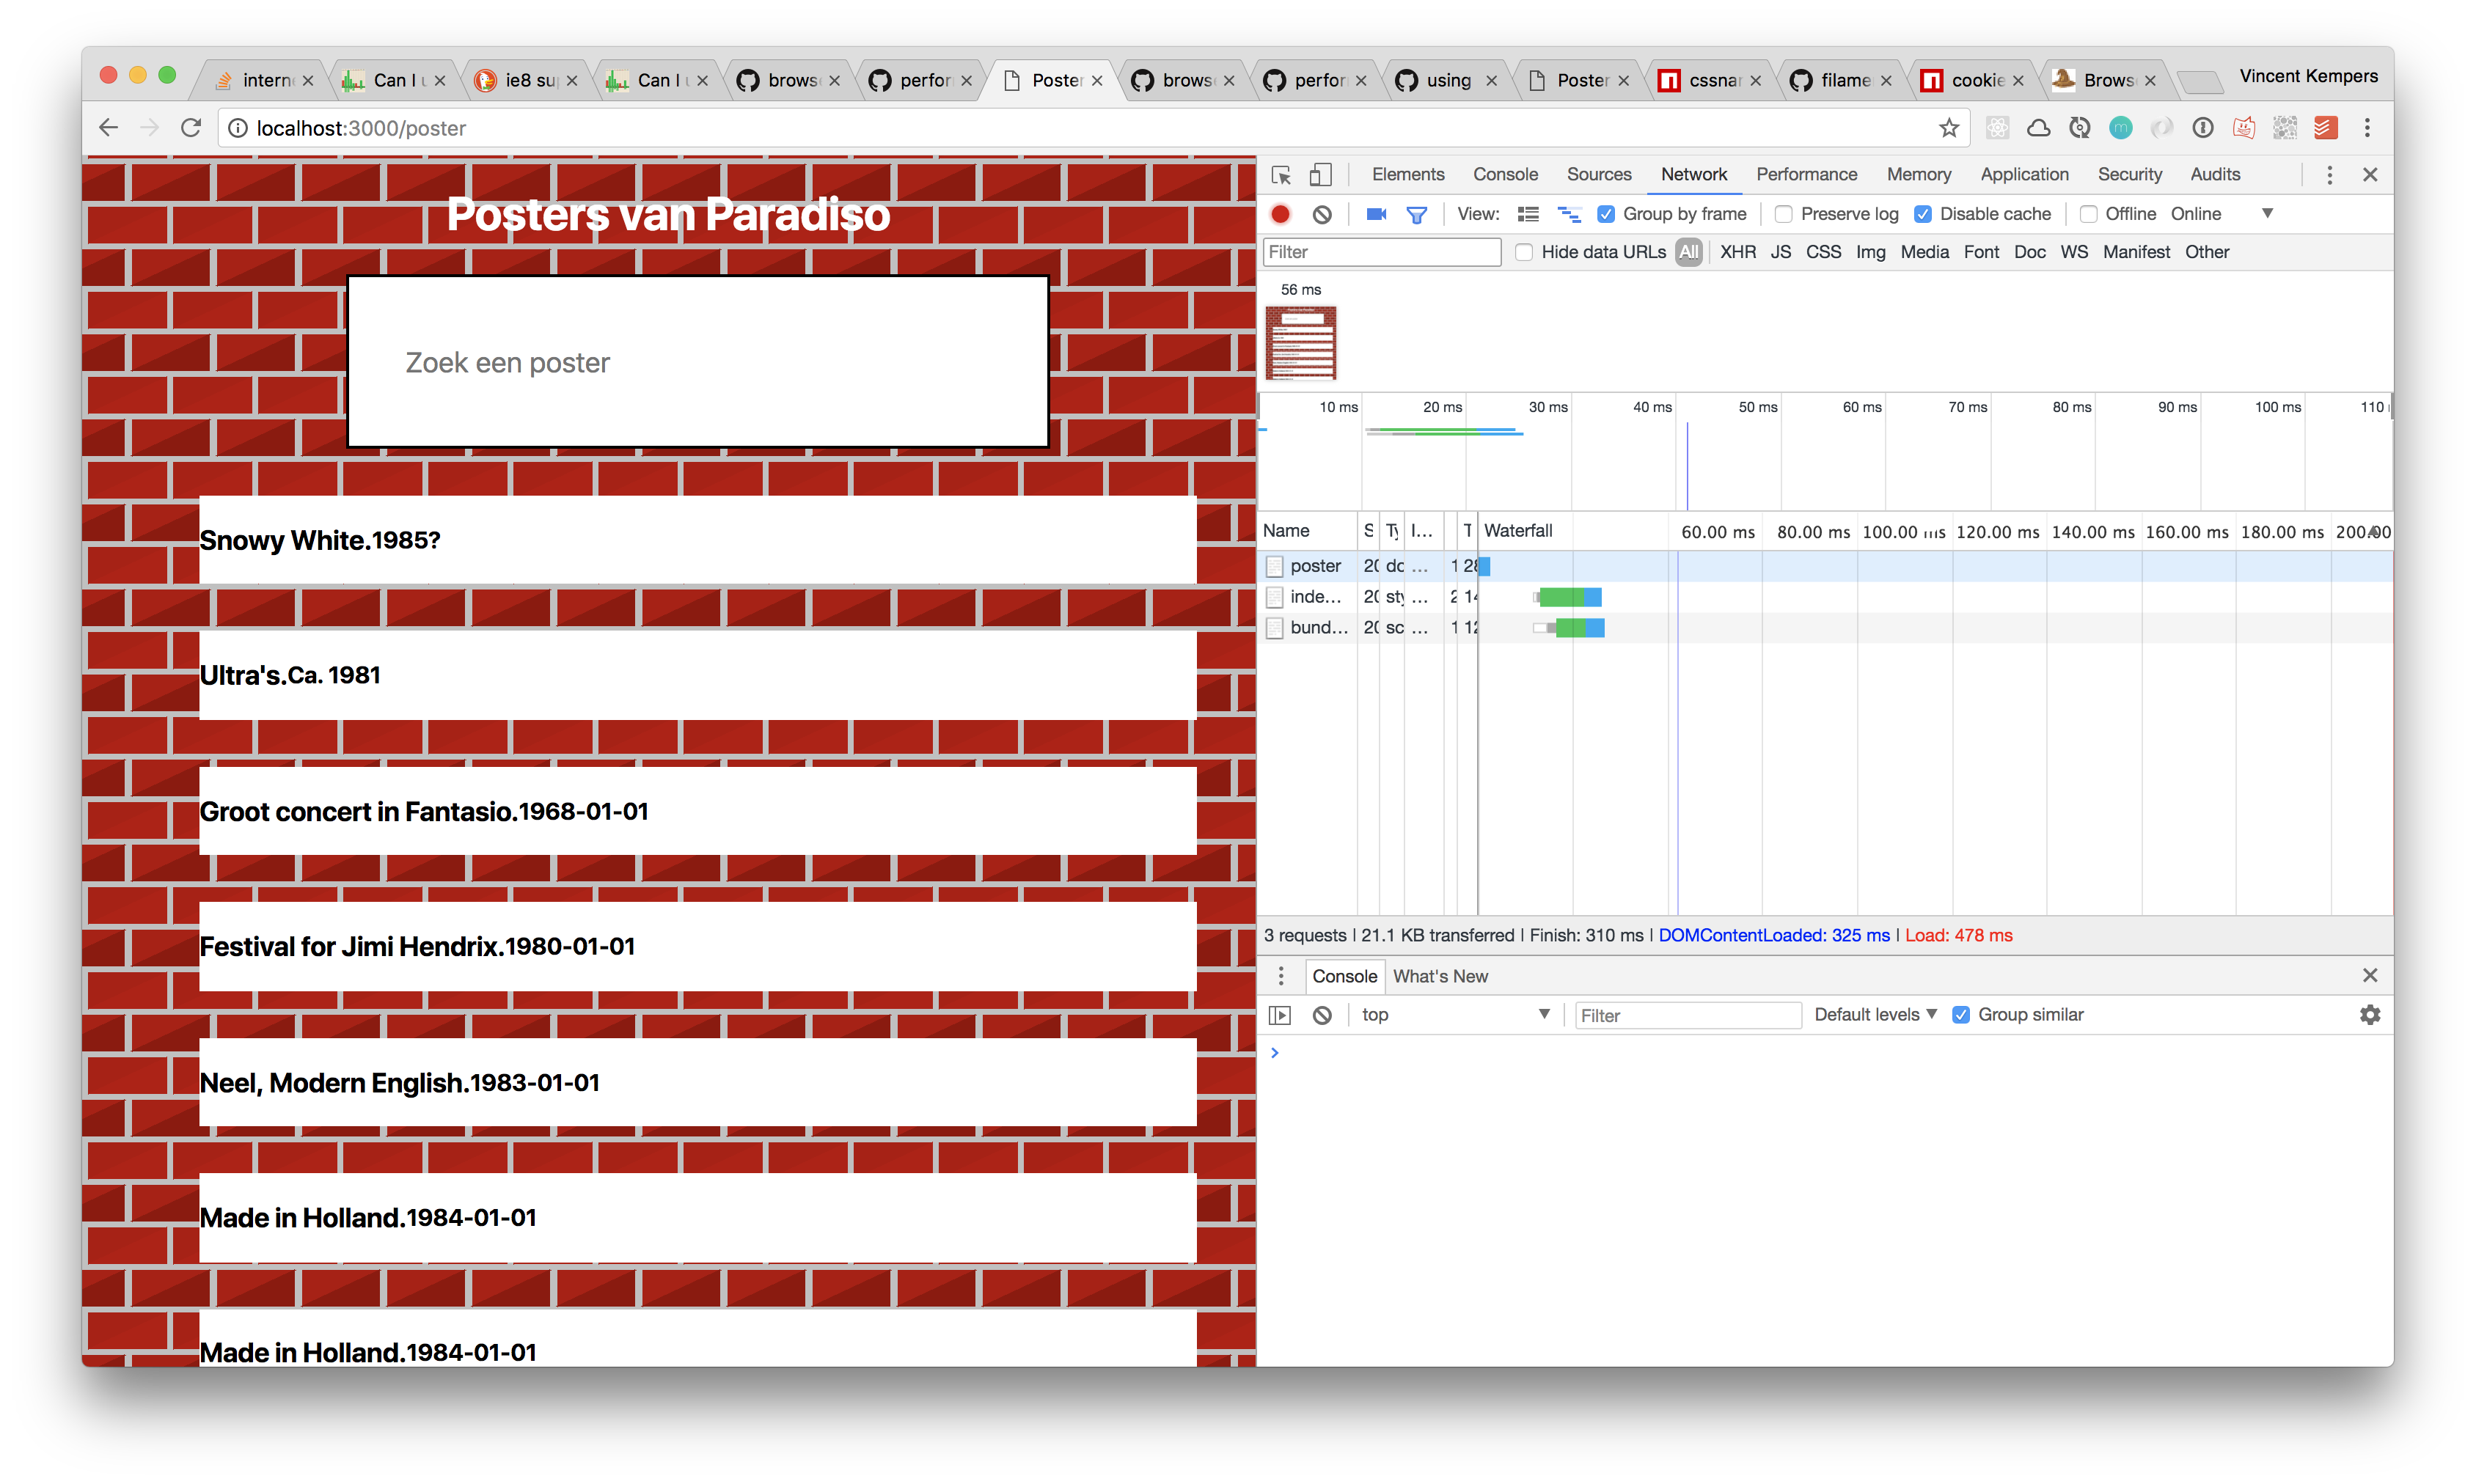 intern Can I u ie8 su Can I u brows perfor Poster brows perfor using Poster cssnan filame cookie Brows Vincent Kempers
localhost:3000/poster
Posters van Paradiso
Zoek een poster
Snowy White.1985?
Ultra's.Ca. 1981
Groot concert in Fantasio.1968-01-01
Festival for Jimi Hendrix.1980-01-01
Neel, Modern English.1983-01-01
Made in Holland.1984-01-01
Made in Holland.1984-01-01
Elements Console Sources Network Performance Memory Application Security Audits
View: Group by frame Preserve log Disable cache Offline Online
Filter Hide data URLs All XHR JS CSS Img Media Font Doc WS Manifest Other
56 ms
10 ms 20 ms 30 ms 40 ms 50 ms 60 ms 70 ms 80 ms 90 ms 100 ms 110
Name S Ty I... T Waterfall 60.00 ms 80.00 ms 100.00 ms 120.00 ms 140.00 ms 160.00 ms 180.00 ms 200.00
poster 20 do ... 1 28
inde... 20 sty ... 2 14
bund... 20 sc ... 1 12
3 requests | 21.1 KB transferred | Finish: 310 ms | DOMContentLoaded: 325 ms | Load: 478 ms
Console What's New
top Filter Default levels Group similar